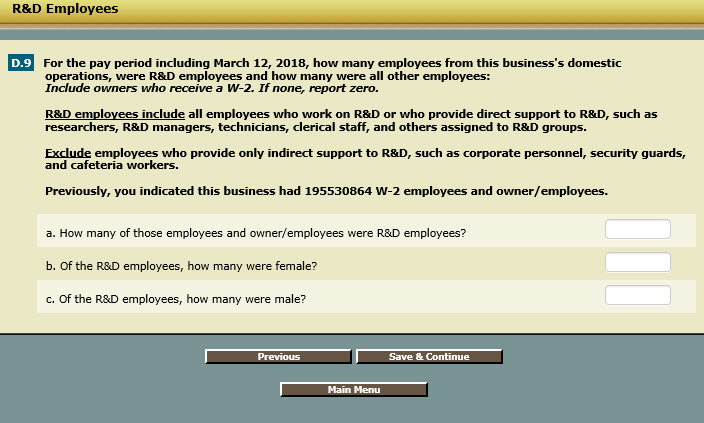 R&D Employees
D.9 For the pay period including March 12, 2018, how many employees from this business's domestic
operations, were R&D employees and how many were all other employees:
Include owners who receive a W-2. If none, report zero.
R&D employees include all employees who work on R&D or who provide direct support to R&D, such as
researchers, R&D managers, technicians, clerical staff, and others assigned to R&D groups.
Exclude employees who provide only indirect support to R&D, such as corporate personnel, security guards,
and cafeteria workers.
Previously, you indicated this business had 195530864 W-2 employees and owner/employees.
a. How many of those employees and owner/employees were R&D employees?
b. Of the R&D employees, how many were female?
c. Of the R&D employees, how many were male?
Previous Save & Continue
Main Menu